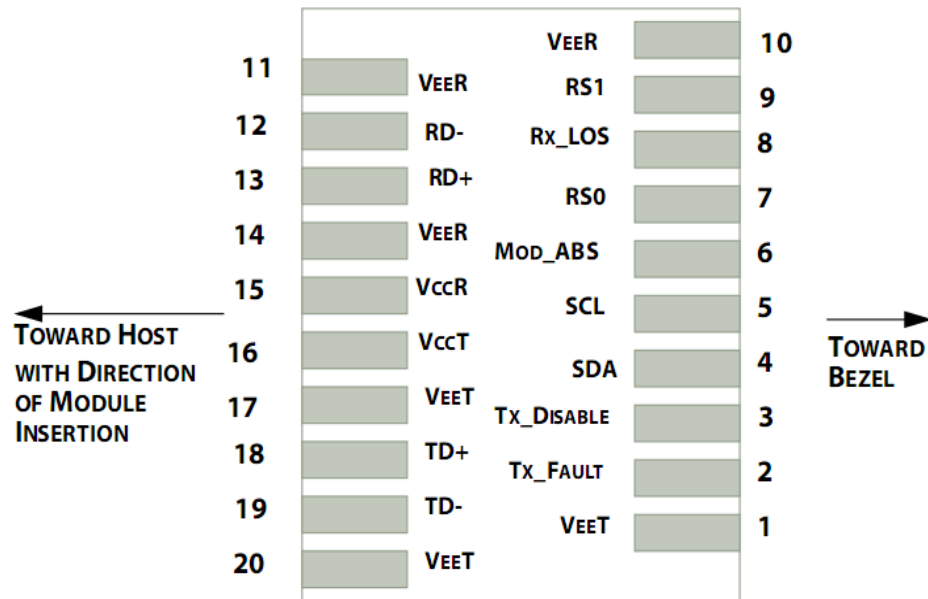 11 VEER
12 RD-
13 RD+
14 VEER
15 VCCR
16 VCCT
17 VEET
18 TD+
19 TD-
20 VEET
VEER 10
RS1 9
RX_LOS 8
RS0 7
MOD_ABS 6
SCL 5
SDA 4
TX_DISABLE 3
TX_FAULT 2
VEET 1
TOWARD HOST
WITH DIRECTION
OF MODULE
INSERTION
TOWARD
BEZEL